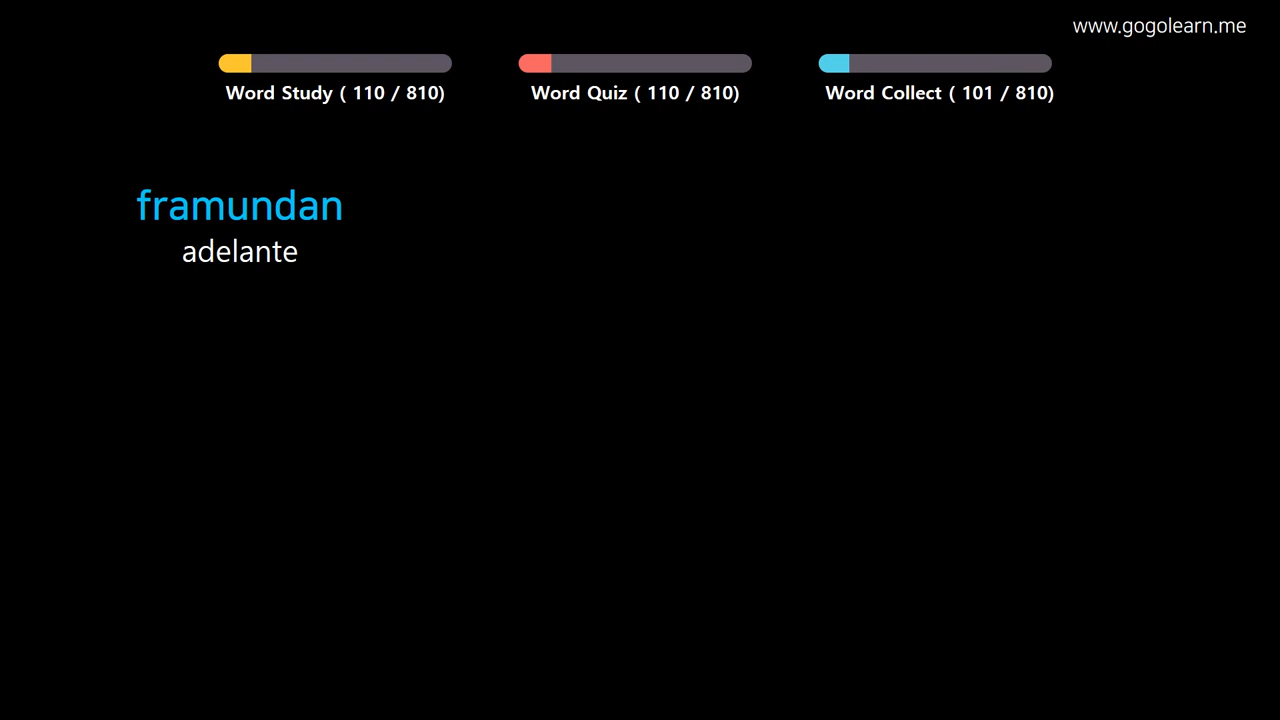 www.gogolearn.me
Word Study ( 110 / 810)
Word Quiz ( 110 / 810)
Word Collect ( 101 / 810)
framundan
adelante